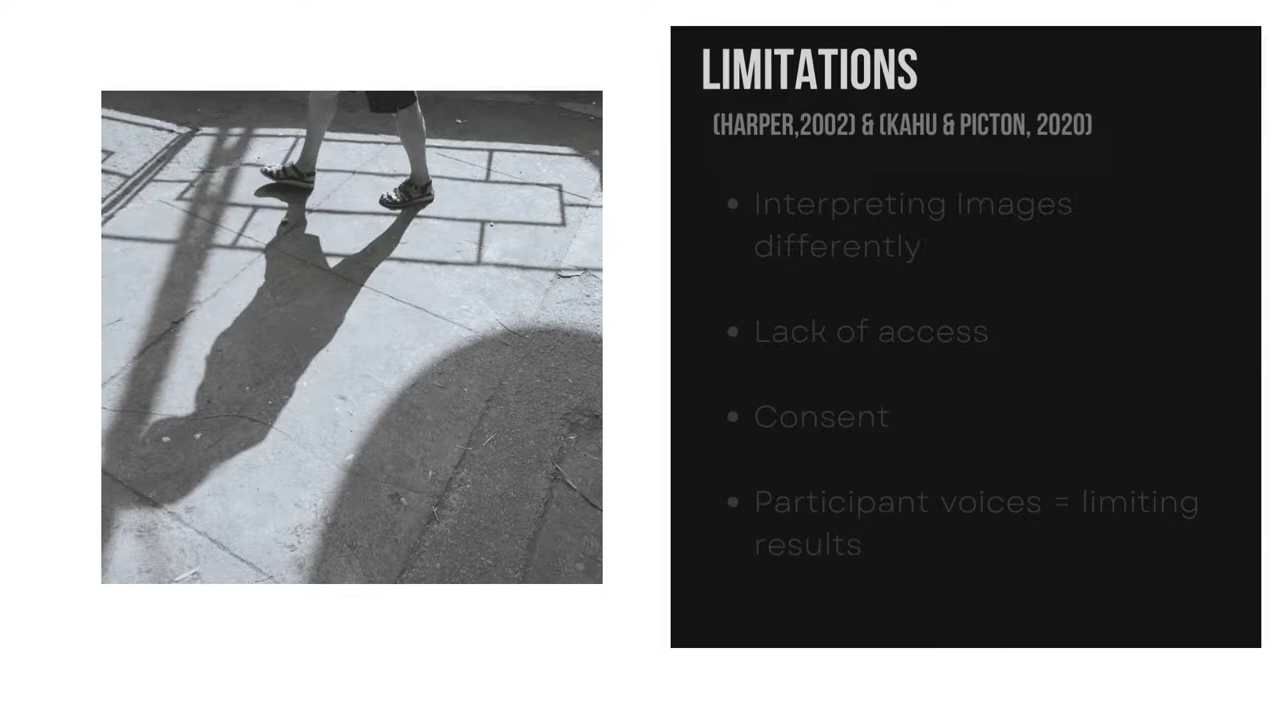 LIMITATIONS
(HARPER,2002) & (KAHU & PICTON, 2020)
• Interpreting Images
differently
• Lack of access
• Consent
• Participant voices = limiting
results